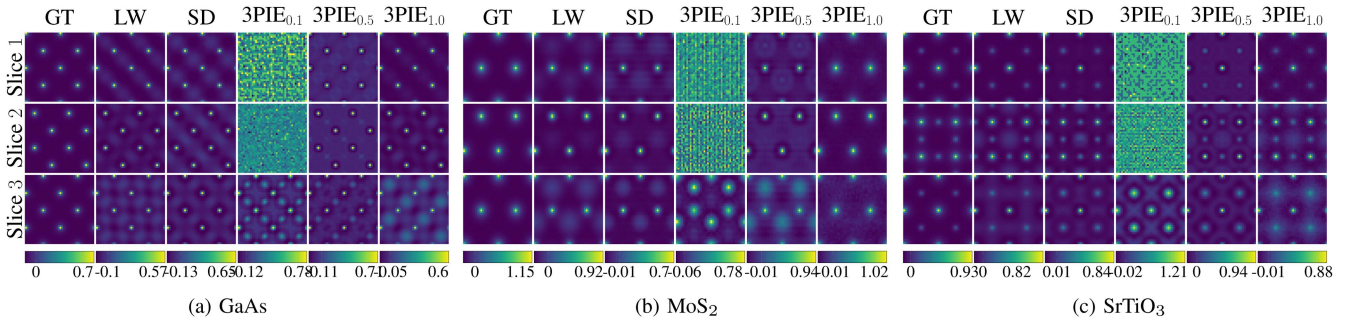 GT LW SD 3PIE0.1 3PIE0.5 3PIE1.0 GT LW SD 3PIE0.1 3PIE0.5 3PIE1.0 GT LW SD 3PIE0.1 3PIE0.5 3PIE1.0
Slice 1
Slice 2
Slice 3
0 0.7 -0.1 0.57 -0.13 0.65 -0.12 0.78 -0.11 0.7 -0.05 0.6 0 1.15 0 0.92 -0.01 0.7 -0.06 0.78 -0.01 0.94 -0.01 1.02 0 0.93 0 0.82 0.01 0.84 -0.02 1.21 0 0.94 -0.01 0.88
(a) GaAs (b) MoS2 (c) SrTiO3